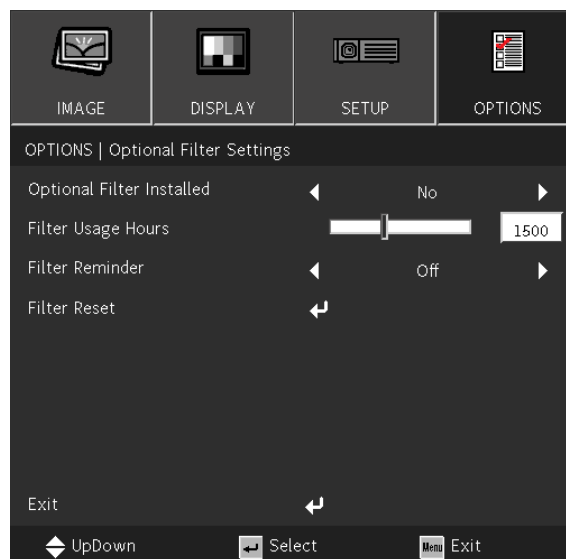 IMAGE DISPLAY SETUP OPTIONS
OPTIONS | Optional Filter Settings
Optional Filter Installed No
Filter Usage Hours 1500
Filter Reminder Off
Filter Reset
Exit
UpDown Select Menu Exit